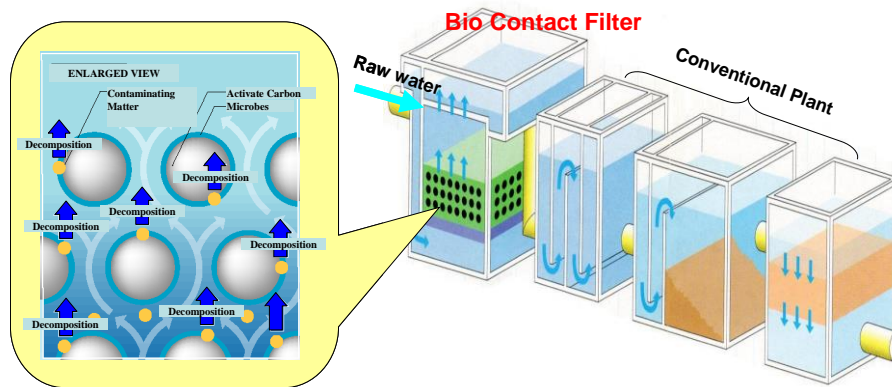 Bio Contact Filter
Raw water
Conventional Plant
ENLARGED VIEW
Contaminating
Matter
Activate Carbon
Microbes
Decomposition
Decomposition
Decomposition
Decomposition
Decomposition
Decomposition
Decomposition